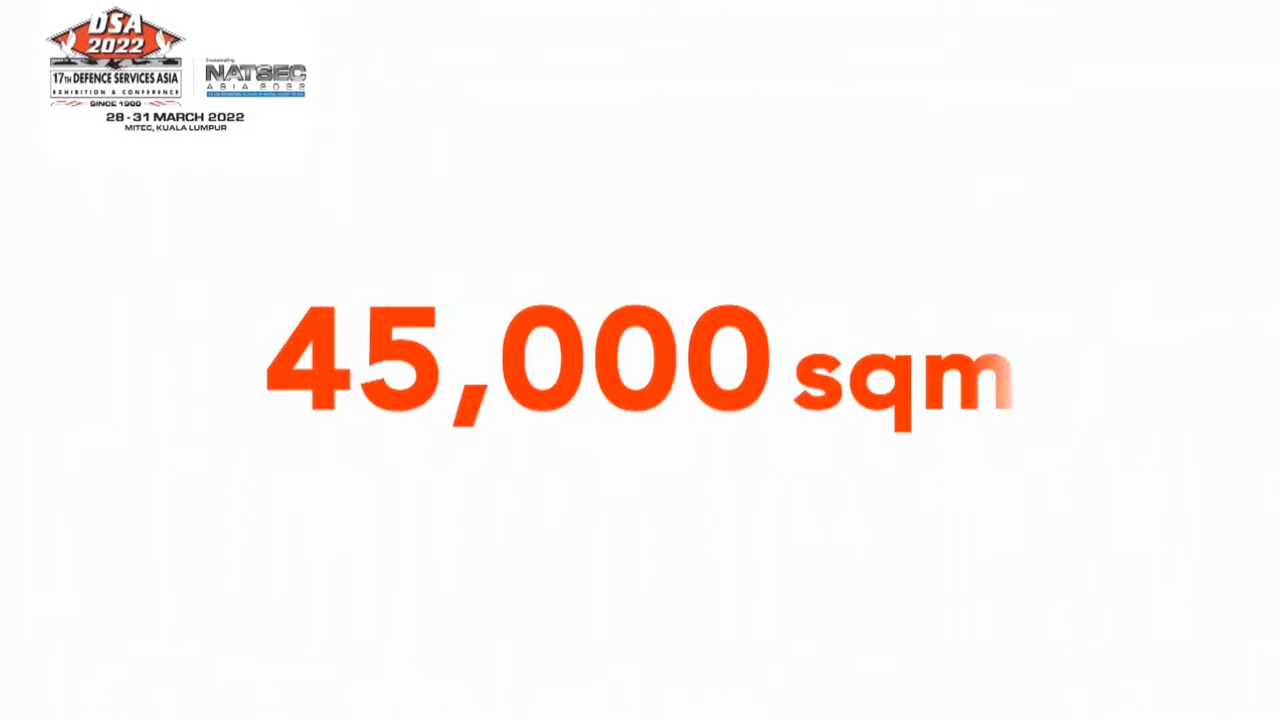 DSA
2022
17TH DEFENCE SERVICES ASIA
EXHIBITION & CONFERENCE
SINCE 1988
Incorporating
NATSEC
ASIA 2022
28 - 31 MARCH 2022
MITEC, KUALA LUMPUR
45,000 sqm